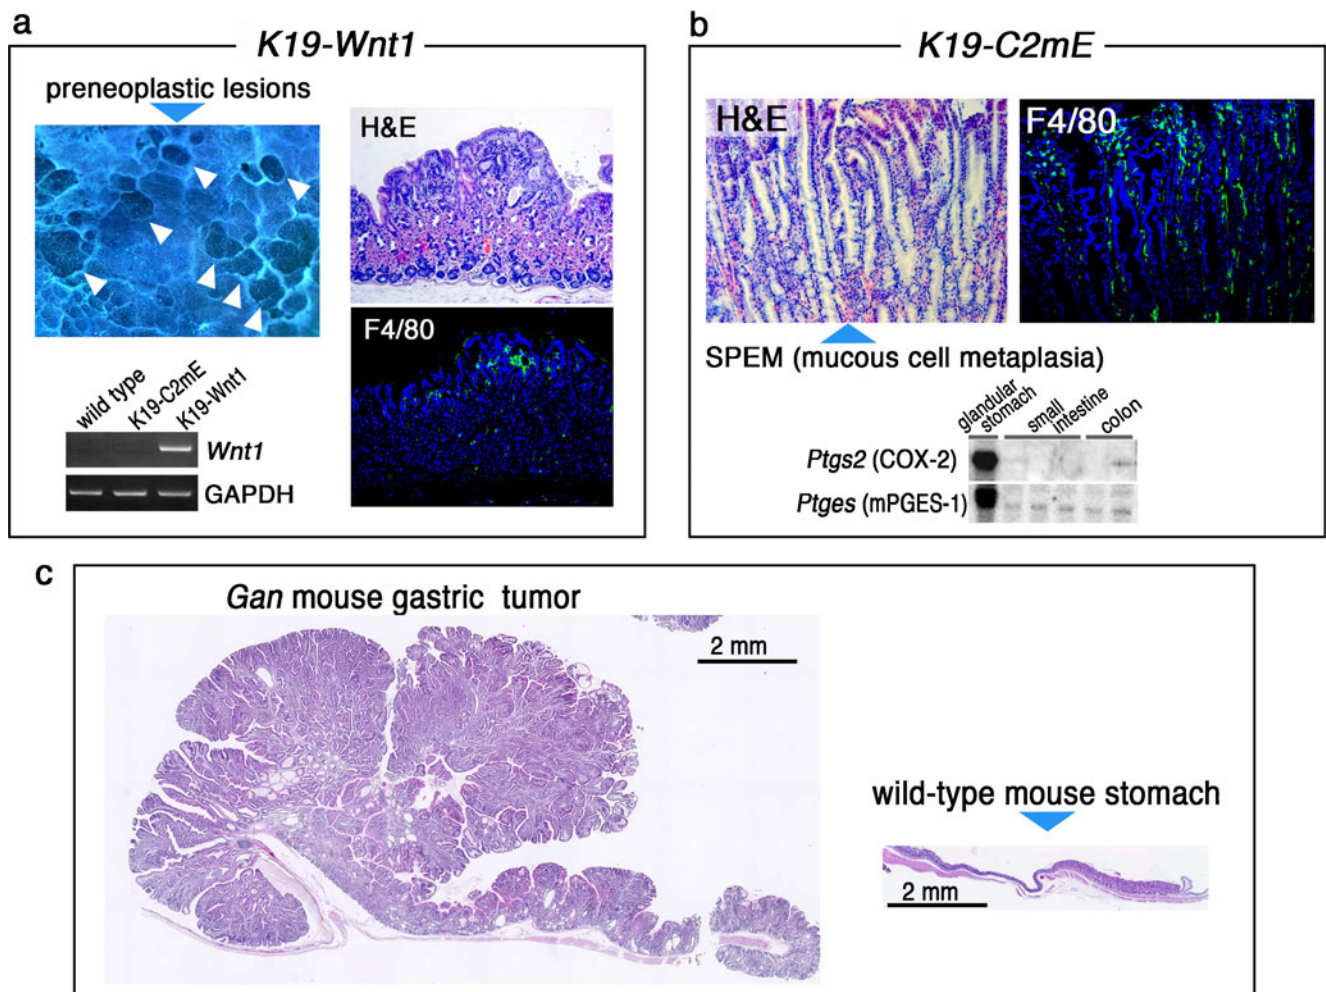 a
K19-Wnt1
preneoplastic lesions
H&E
F4/80
wild type
K19-C2mE
K19-Wnt1
Wnt1
GAPDH
b
K19-C2mE
H&E
F4/80
SPEM (mucous cell metaplasia)
glandular
stomach
small
intestine
colon
Ptgs2 (COX-2)
Ptges (mPGES-1)
c
Gan mouse gastric tumor
2 mm
wild-type mouse stomach
2 mm